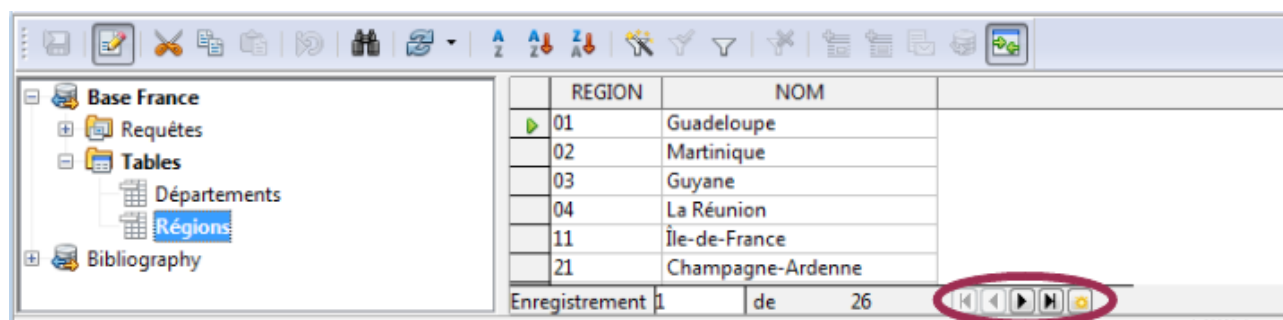 Base France
Requêtes
Tables
Départements
Régions
Bibliography
REGION NOM
01 Guadeloupe
02 Martinique
03 Guyane
04 La Réunion
11 Île-de-France
21 Champagne-Ardenne
Enregistrement 1 de 26